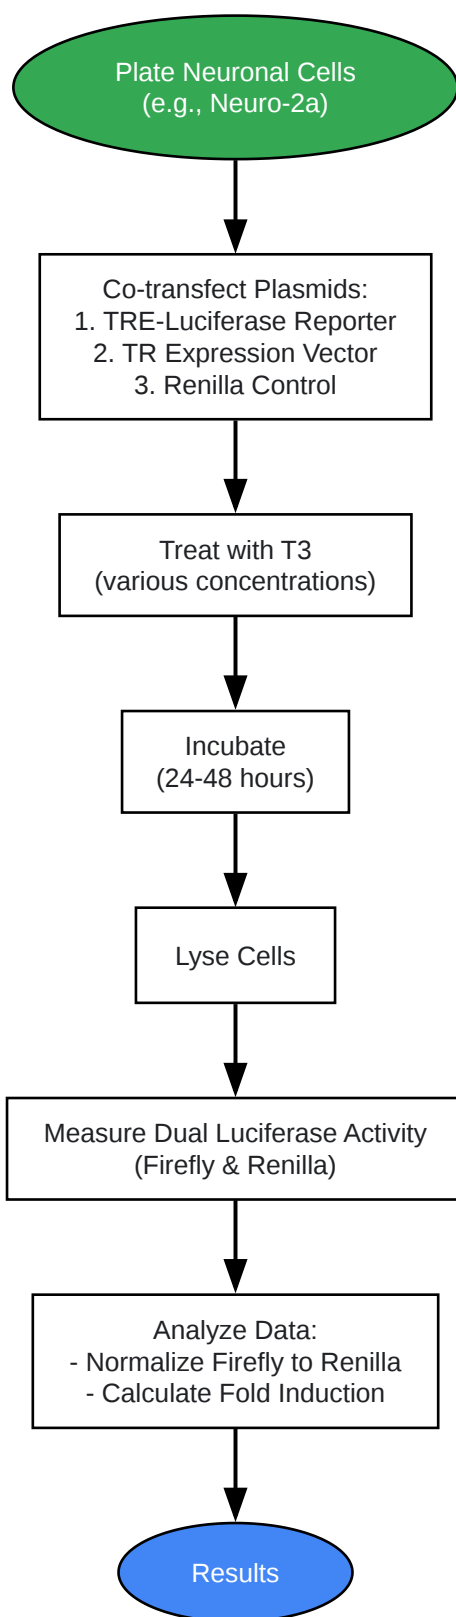 Plate Neuronal Cells
(e.g., Neuro-2a)
Co-transfect Plasmids:
1. TRE-Luciferase Reporter
2. TR Expression Vector
3. Renilla Control
Treat with T3
(various concentrations)
Incubate
(24-48 hours)
Lyse Cells
Measure Dual Luciferase Activity
(Firefly & Renilla)
Analyze Data:
- Normalize Firefly to Renilla
- Calculate Fold Induction
Results